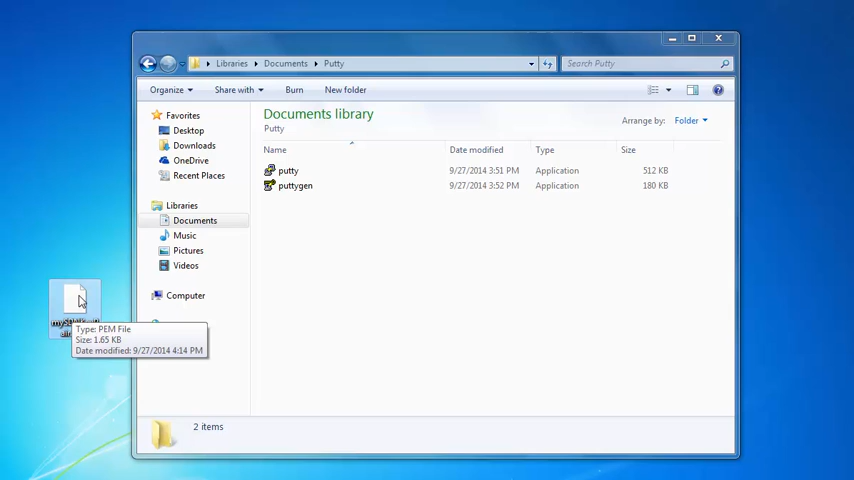 Libraries Documents Putty
Search Putty
Organize Share with Burn New folder
Documents library
Putty
Arrange by: Folder
Name Date modified Type Size
putty 9/27/2014 3:51 PM Application 512 KB
puttygen 9/27/2014 3:52 PM Application 180 KB
Favorites
Desktop
Downloads
OneDrive
Recent Places
Libraries
Documents
Music
Pictures
Videos
Computer
Type: PEM File
Size: 1.65 KB
Date modified: 9/27/2014 4:14 PM
2 items